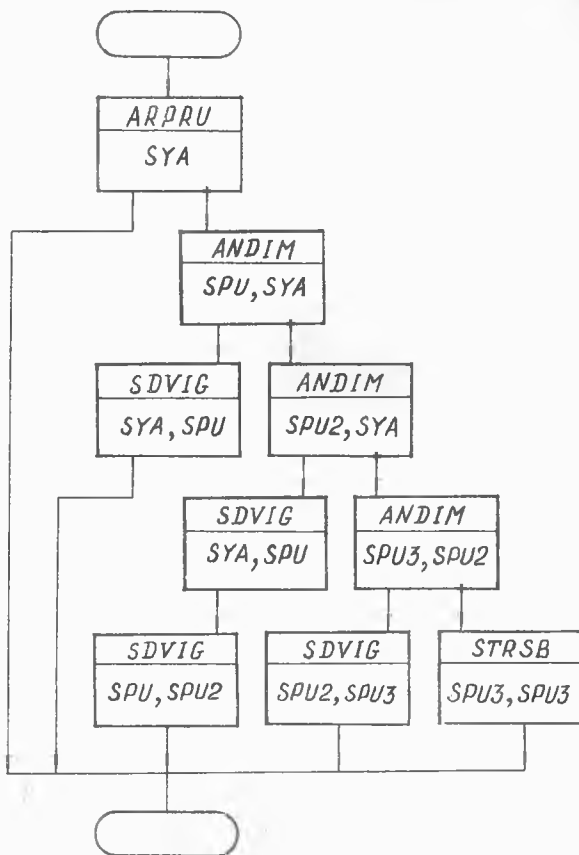 ARPRU
SYA
ANDIM
SPU, SYA
SDVIG
SYA, SPU
ANDIM
SPU2, SYA
SDVIG
SYA, SPU
ANDIM
SPU3, SPU2
SDVIG
SPU, SPU2
SDVIG
SPU2, SPU3
STRSB
SPU3, SPU3